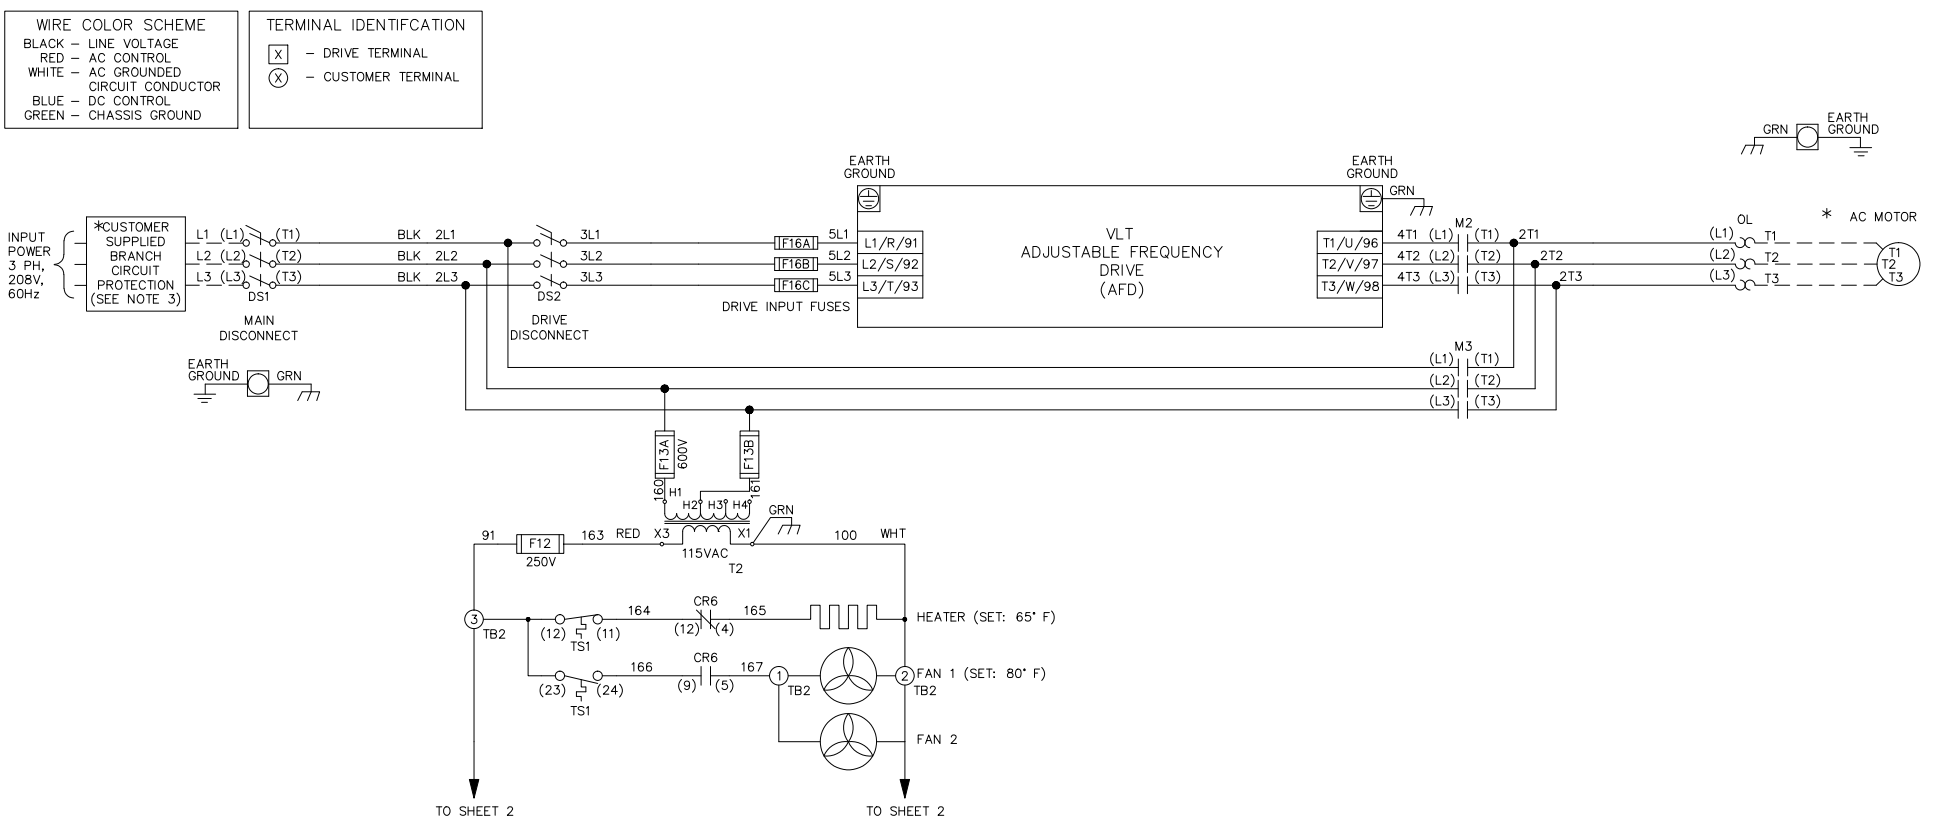 WIRE COLOR SCHEME
BLACK – LINE VOLTAGE
RED – AC CONTROL
WHITE – AC GROUNDED
CIRCUIT CONDUCTOR
BLUE – DC CONTROL
GREEN – CHASSIS GROUND
TERMINAL IDENTIFCATION
X – DRIVE TERMINAL
X – CUSTOMER TERMINAL
GRN
EARTH
GROUND
INPUT
POWER
3 PH,
208V,
60Hz
*CUSTOMER
SUPPLIED
BRANCH
CIRCUIT
PROTECTION
(SEE NOTE 3)
L1 (L1) (T1) BLK 2L1 3L1 F16A 5L1 L1/R/91
L2 (L2) (T2) BLK 2L2 3L2 F16B 5L2 L2/S/92
L3 (L3) (T3) BLK 2L3 3L3 F16C 5L3 L3/T/93
DS1
MAIN
DISCONNECT
DS2
DRIVE
DISCONNECT
DRIVE INPUT FUSES
EARTH
GROUND
VLT
ADJUSTABLE FREQUENCY
DRIVE
(AFD)
EARTH
GROUND
GRN
M2
T1/U/96 4T1 (L1) (T1) 2T1
T2/V/97 4T2 (L2) (T2) 2T2
T3/W/98 4T3 (L3) (T3) 2T3
OL
(L1) T1
(L2) T2
(L3) T3
* AC MOTOR
T1
T2
T3
M3
(L1) (T1)
(L2) (T2)
(L3) (T3)
EARTH
GROUND
GRN
F13A
600V
F13B
160
H1
H2
H3
H4
161
GRN
91
F12
250V
163
RED
X3
X1
115VAC
T2
100
WHT
3
TB2
(12)
(11)
TS1
164
CR6
(12)
(4)
165
HEATER (SET: 65° F)
(23)
(24)
TS1
166
CR6
(9)
(5)
167
1
TB2
2
TB2
FAN 1 (SET: 80° F)
FAN 2
TO SHEET 2
TO SHEET 2